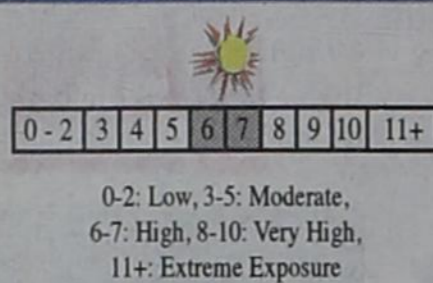 0 - 2 3 4 5 6 7 8 9 10 11+
0-2: Low, 3-5: Moderate,
6-7: High, 8-10: Very High,
11+: Extreme Exposure